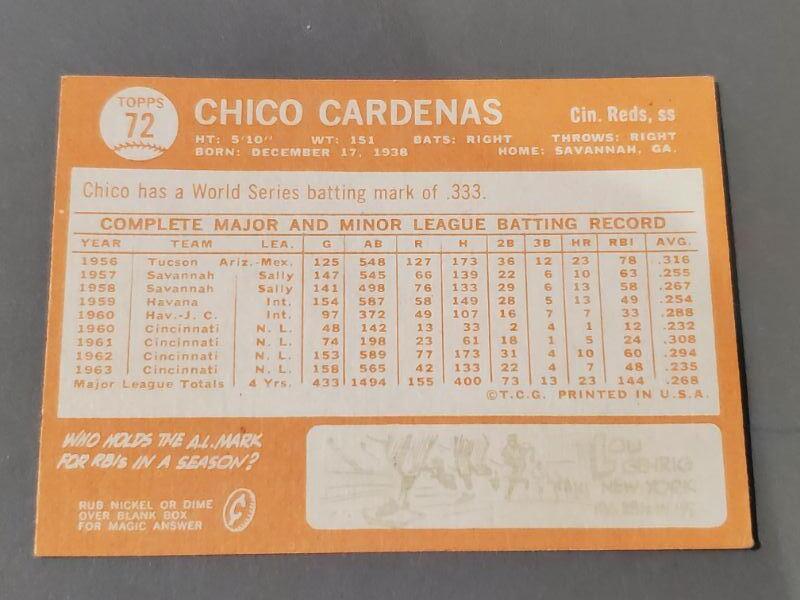 TOPPS
72
CHICO CARDENAS
Cin. Reds, ss
HT: 5'10" WT: 151 BATS: RIGHT THROWS: RIGHT
BORN: DECEMBER 17, 1938 HOME: SAVANNAH, GA.
Chico has a World Series batting mark of .333.
COMPLETE MAJOR AND MINOR LEAGUE BATTING RECORD
YEAR TEAM LEA. G AB R H 2B 3B HR RBI AVG.
1956 Tucson Ariz.-Mex. 125 548 127 173 36 12 23 78 .316
1957 Savannah Sally 147 545 66 139 22 6 10 63 .255
1958 Savannah Sally 141 498 76 133 29 6 13 58 .267
1959 Havana Int. 154 587 58 149 28 5 13 49 .254
1960 Hav.-J. C. Int. 97 372 49 107 16 7 7 33 .288
1960 Cincinnati N. L. 48 142 13 33 2 4 1 12 .232
1961 Cincinnati N. L. 74 198 23 61 18 1 5 24 .308
1962 Cincinnati N. L. 153 589 77 173 31 4 10 60 .294
1963 Cincinnati N. L. 158 565 42 133 22 4 7 48 .235
Major League Totals 4 Yrs. 433 1494 155 400 73 13 23 144 .268
©T.C.G. PRINTED IN U.S.A.
WHO HOLDS THE A.L. MARK
FOR RBIs IN A SEASON?
RUB NICKEL OR DIME
OVER BLANK BOX
FOR MAGIC ANSWER
LOU
GEHRIG
NEW YORK